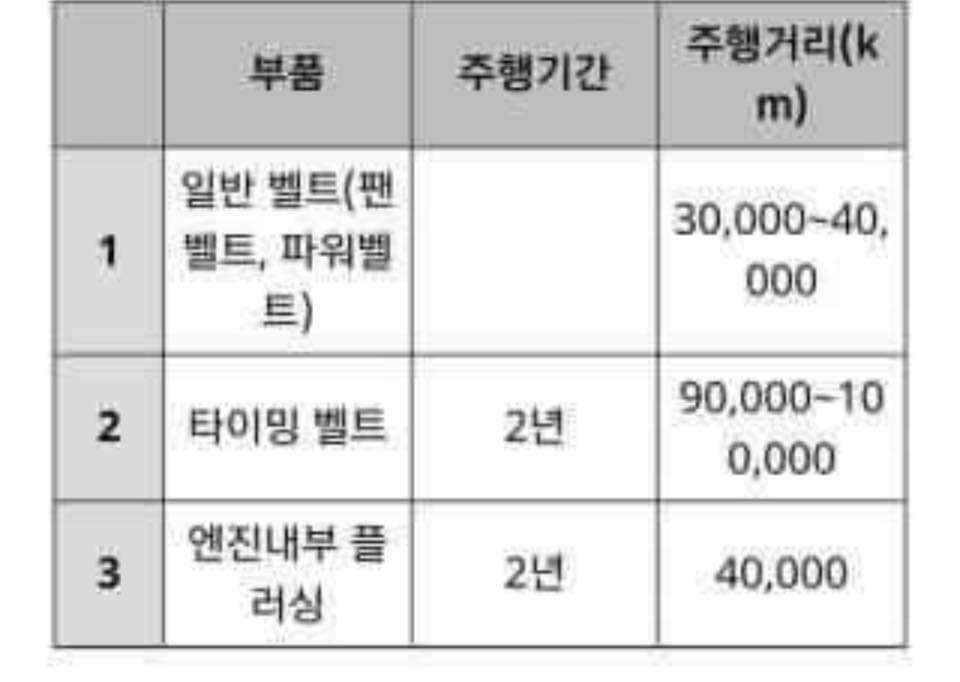 부품 주행기간 주행거리(k
m)
1 일반 벨트(팬
벨트, 파워벨
트) 30,000~40,
000
2 타이밍 벨트 2년 90,000~10
0,000
3 엔진내부 플
러싱 2년 40,000